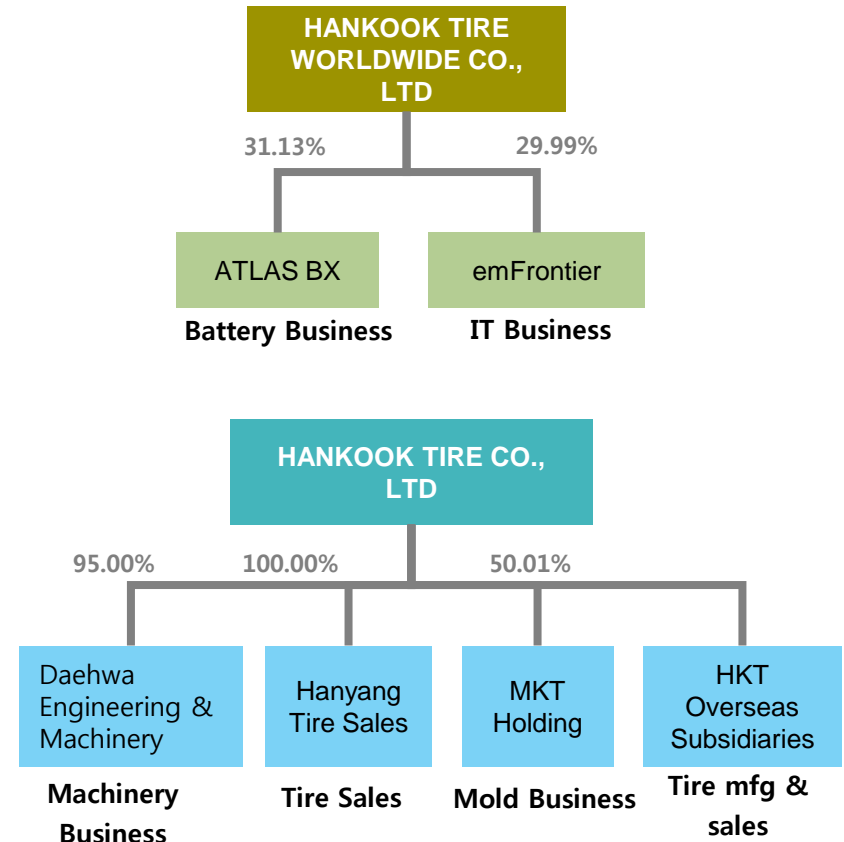 HANKOOK TIRE
WORLDWIDE CO.,
LTD
31.13%
29.99%
ATLAS BX
emFrontier
Battery Business
IT Business
HANKOOK TIRE CO.,
LTD
95.00%
100.00%
50.01%
Daehwa
Engineering &
Machinery
Hanyang
Tire Sales
MKT
Holding
HKT
Overseas
Subsidiaries
Machinery
Business
Tire Sales
Mold Business
Tire mfg &
sales